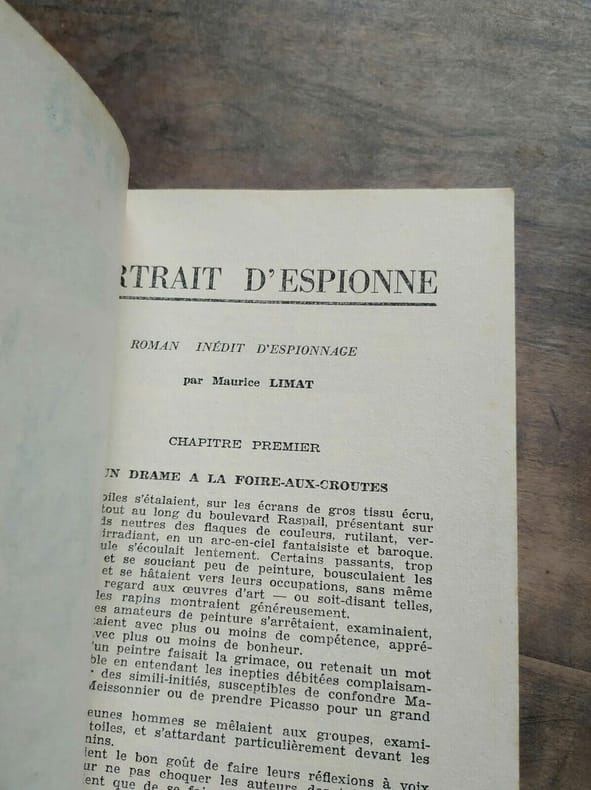 RTRAIT D'ESPIONNE
ROMAN INÉDIT D'ESPIONNAGE
par Maurice LIMAT
CHAPITRE PREMIER
UN DRAME A LA FOIRE-AUX-CROUTES
oiles s'étalaient, sur les écrans de gros tissu écru,
tout au long du boulevard Raspail, présentant sur
ds neutres des flaques de couleurs, rutilant, ver-
irradiant, en un arc-en-ciel fantaisiste et baroque.
ule s'écoulait lentement. Certains passants, trop
et se souciant peu de peinture, bousculaient les
et se hâtaient vers leurs occupations, sans même
regard aux œuvres d'art — ou soit-disant telles,
les rapins montraient généreusement.
es amateurs de peinture s'arrêtaient, examinaient,
taient avec plus ou moins de compétence, appré-
avec plus ou moins de bonheur.
un peintre faisait la grimace, ou retenait un mot
ble en entendant les inepties débitées complaisam-
des simili-initiés, susceptibles de confondre Ma-
Meissonnier ou de prendre Picasso pour un grand
eunes hommes se mêlaient aux groupes, exami-
toiles, et s'attardant particulièrement devant les
nins.
ient le bon goût de faire leurs réflexions à voix
ur ne pas choquer les auteurs
ent que de se